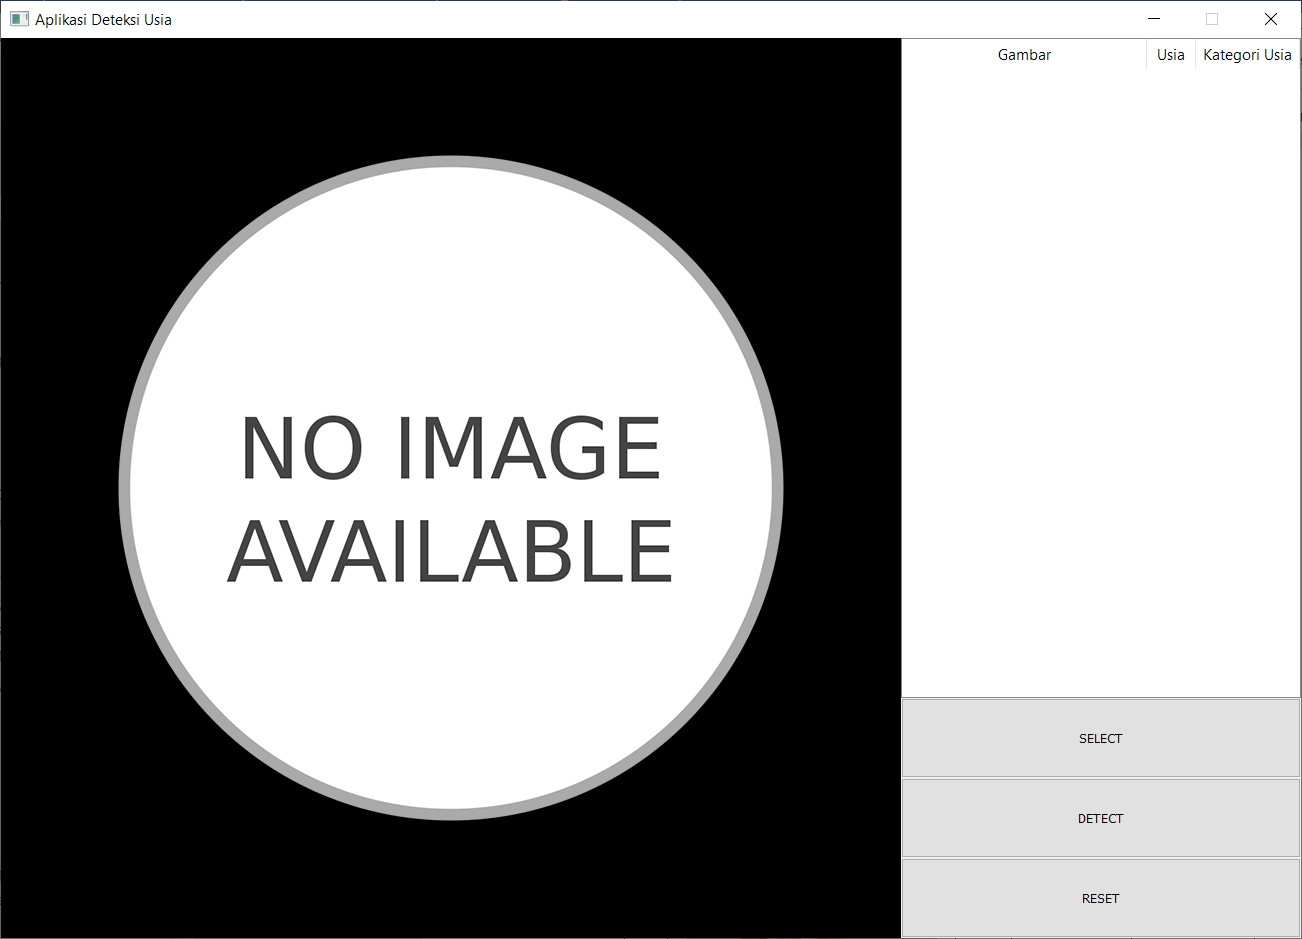 Aplikasi Deteksi Usia
NO IMAGE
AVAILABLE
Gambar Usia Kategori Usia
SELECT
DETECT
RESET